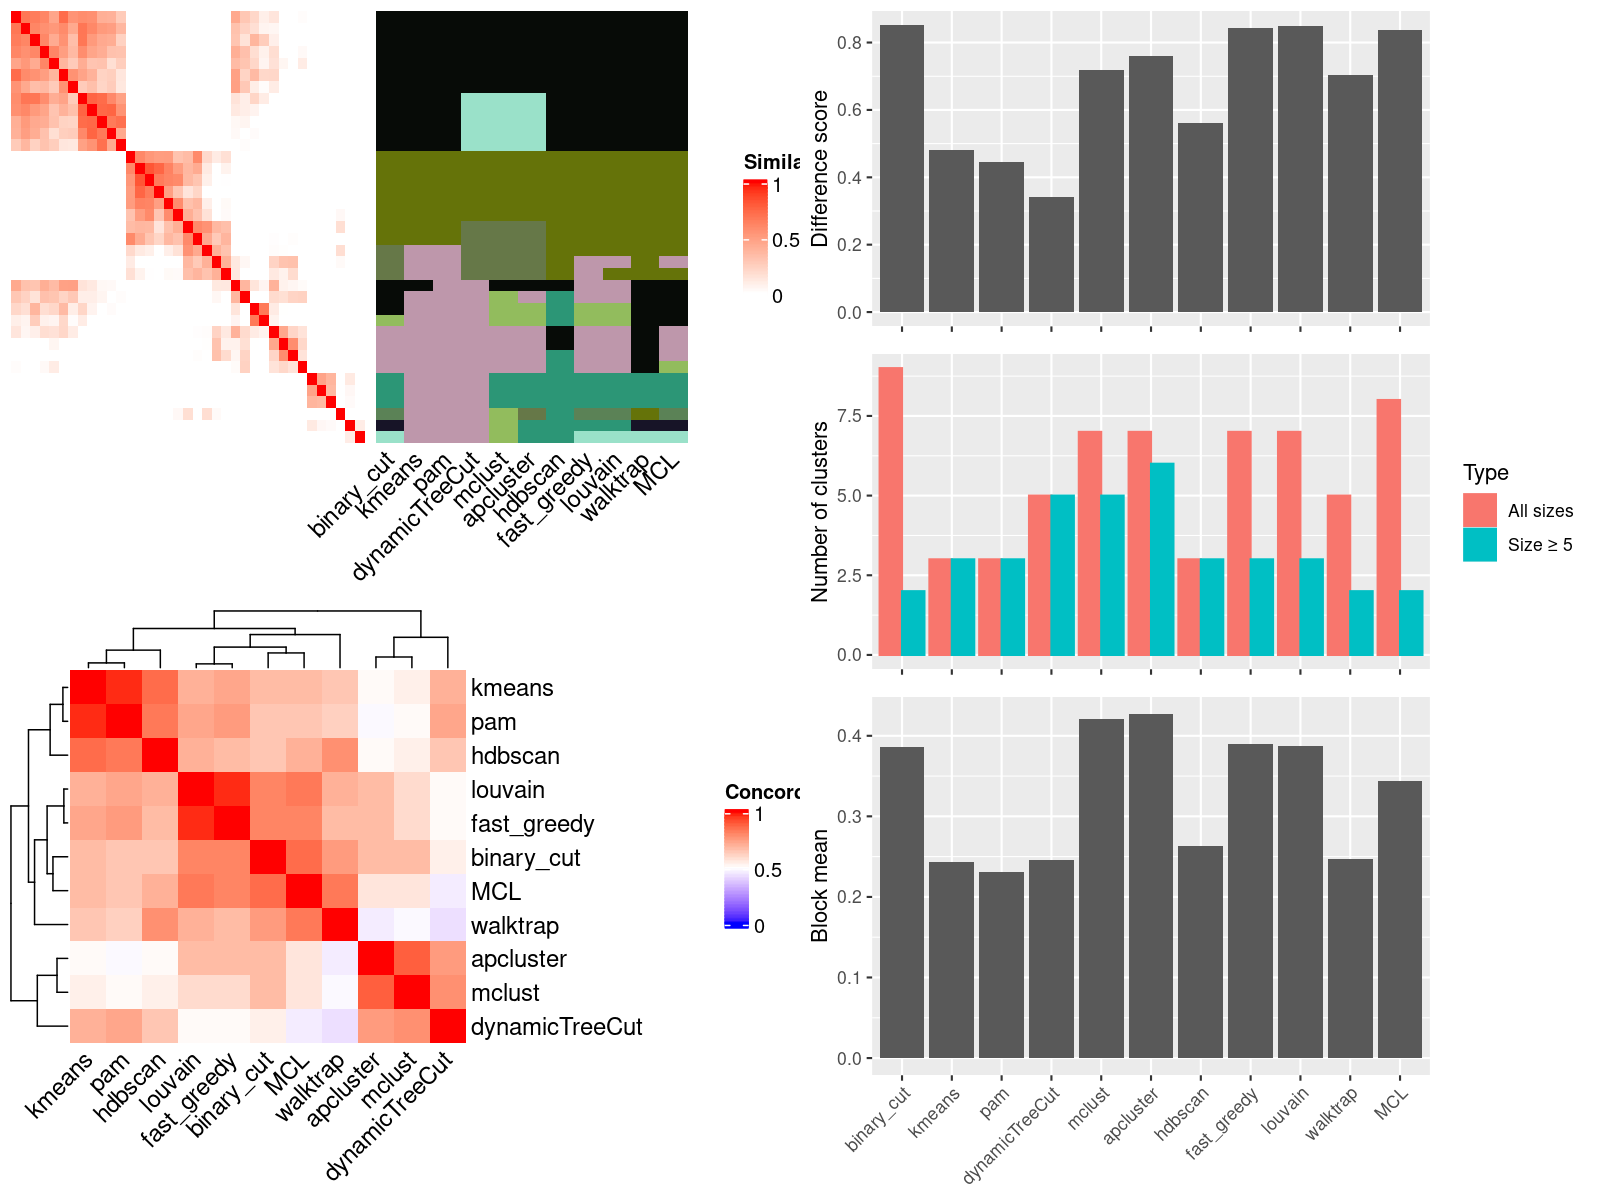 Simila
1
0.5
0
binary_cut
kmeans
pam
dynamicTreeCut
mclust
apcluster
hdbscan
fast_greedy
louvain
walktrap
MCL
kmeans
pam
hdbscan
louvain
fast_greedy
binary_cut
MCL
walktrap
apcluster
mclust
dynamicTreeCut
kmeans
pam
hdbscan
louvain
fast_greedy
binary_cut
MCL
walktrap
apcluster
mclust
dynamicTreeCut
Concord
1
0.5
0
Difference score
0.8
0.6
0.4
0.2
0.0
Number of clusters
7.5
5.0
2.5
0.0
Type
All sizes
Size ≥ 5
Block mean
0.4
0.3
0.2
0.1
0.0
binary_cut
kmeans
pam
dynamicTreeCut
mclust
apcluster
hdbscan
fast_greedy
louvain
walktrap
MCL